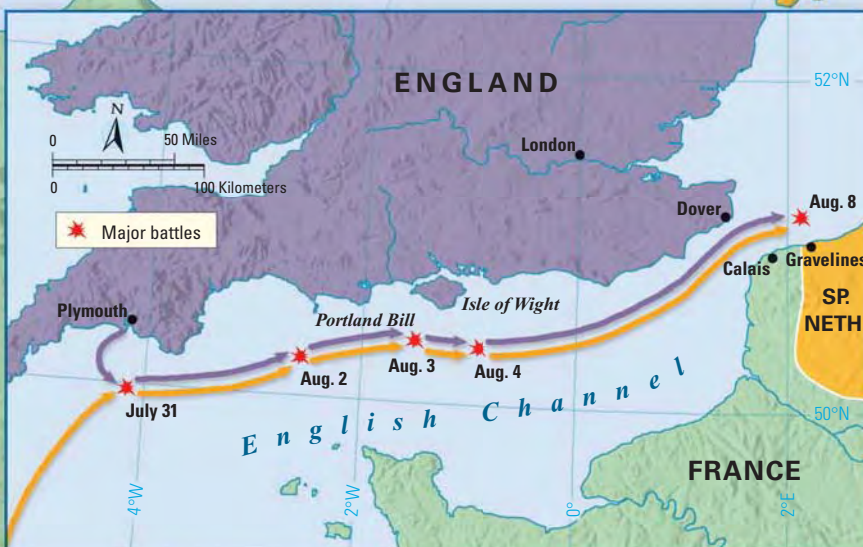 52°N
ENGLAND
N
0 50 Miles
0 100 Kilometers
London
Major battles
Dover
Aug. 8
Calais
Gravelines
SP.
NETH
Plymouth
Isle of Wight
Portland Bill
Aug. 2
Aug. 3
Aug. 4
July 31
English Channel
50°N
FRANCE
4°W
2°W
0°
2°E